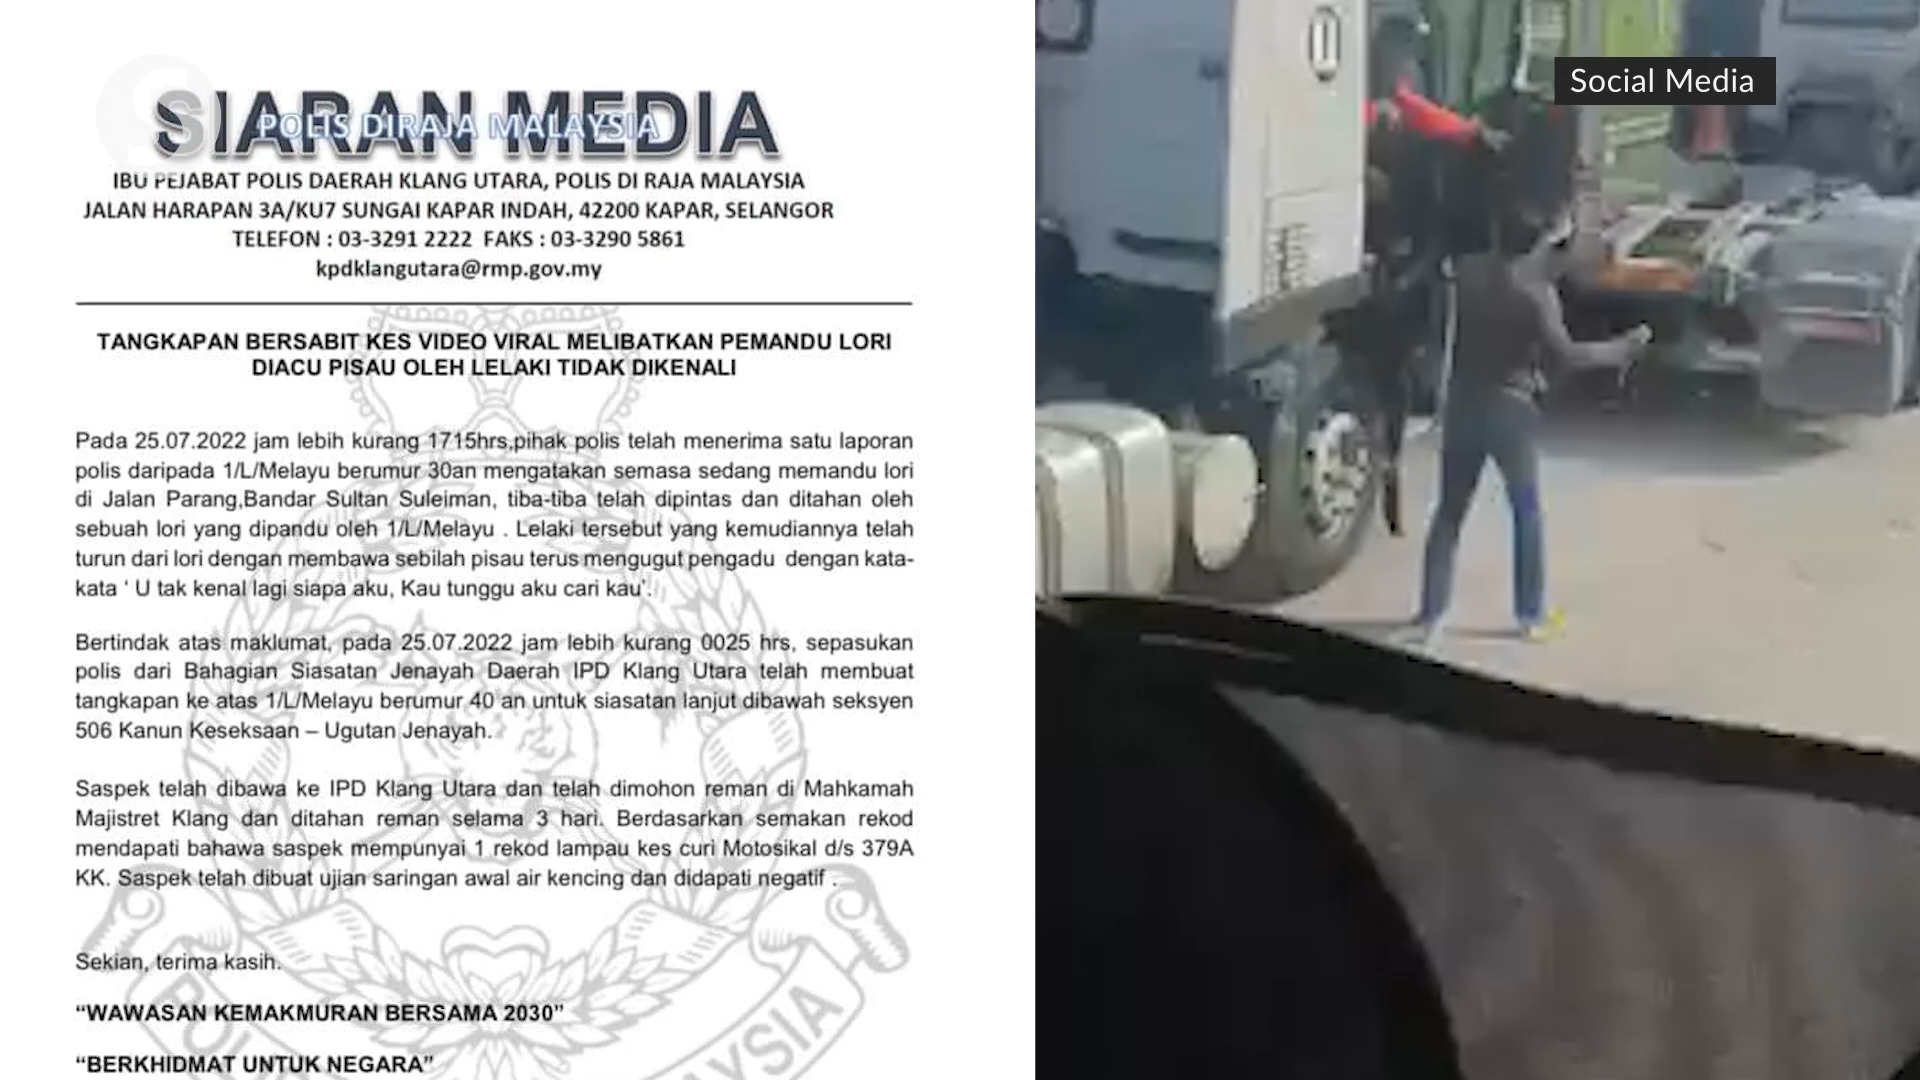 SIARAN MEDIA
POLIS DIRAJA MALAYSIA
IBU PEJABAT POLIS DAERAH KLANG UTARA, POLIS DI RAJA MALAYSIA
JALAN HARAPAN 3A/KU7 SUNGAI KAPAR INDAH, 42200 KAPAR, SELANGOR
TELEFON : 03-3291 2222 FAKS : 03-3290 5861
kpdklangutara@rmp.gov.my
TANGKAPAN BERSABIT KES VIDEO VIRAL MELIBATKAN PEMANDU LORI
DIACU PISAU OLEH LELAKI TIDAK DIKENALI
Pada 25.07.2022 jam lebih kurang 1715hrs,pihak polis telah menerima satu laporan
polis daripada 1/L/Melayu berumur 30an mengatakan semasa sedang memandu lori
di Jalan Parang,Bandar Sultan Suleiman, tiba-tiba telah dipintas dan ditahan oleh
sebuah lori yang dipandu oleh 1/L/Melayu . Lelaki tersebut yang kemudiannya telah
turun dari lori dengan membawa sebilah pisau terus mengugut pengadu dengan kata-
kata ‘ U tak kenal lagi siapa aku, Kau tunggu aku cari kau’.
Bertindak atas maklumat, pada 25.07.2022 jam lebih kurang 0025 hrs, sepasukan
polis dari Bahagian Siasatan Jenayah Daerah IPD Klang Utara telah membuat
tangkapan ke atas 1/L/Melayu berumur 40 an untuk siasatan lanjut dibawah seksyen
506 Kanun Keseksaan – Ugutan Jenayah.
Saspek telah dibawa ke IPD Klang Utara dan telah dimohon reman di Mahkamah
Majistret Klang dan ditahan reman selama 3 hari. Berdasarkan semakan rekod
mendapati bahawa saspek mempunyai 1 rekod lampau kes curi Motosikal d/s 379A
KK. Saspek telah dibuat ujian saringan awal air kencing dan didapati negatif .
Sekian, terima kasih.
“WAWASAN KEMAKMURAN BERSAMA 2030”
“BERKHIDMAT UNTUK NEGARA”
Social Media